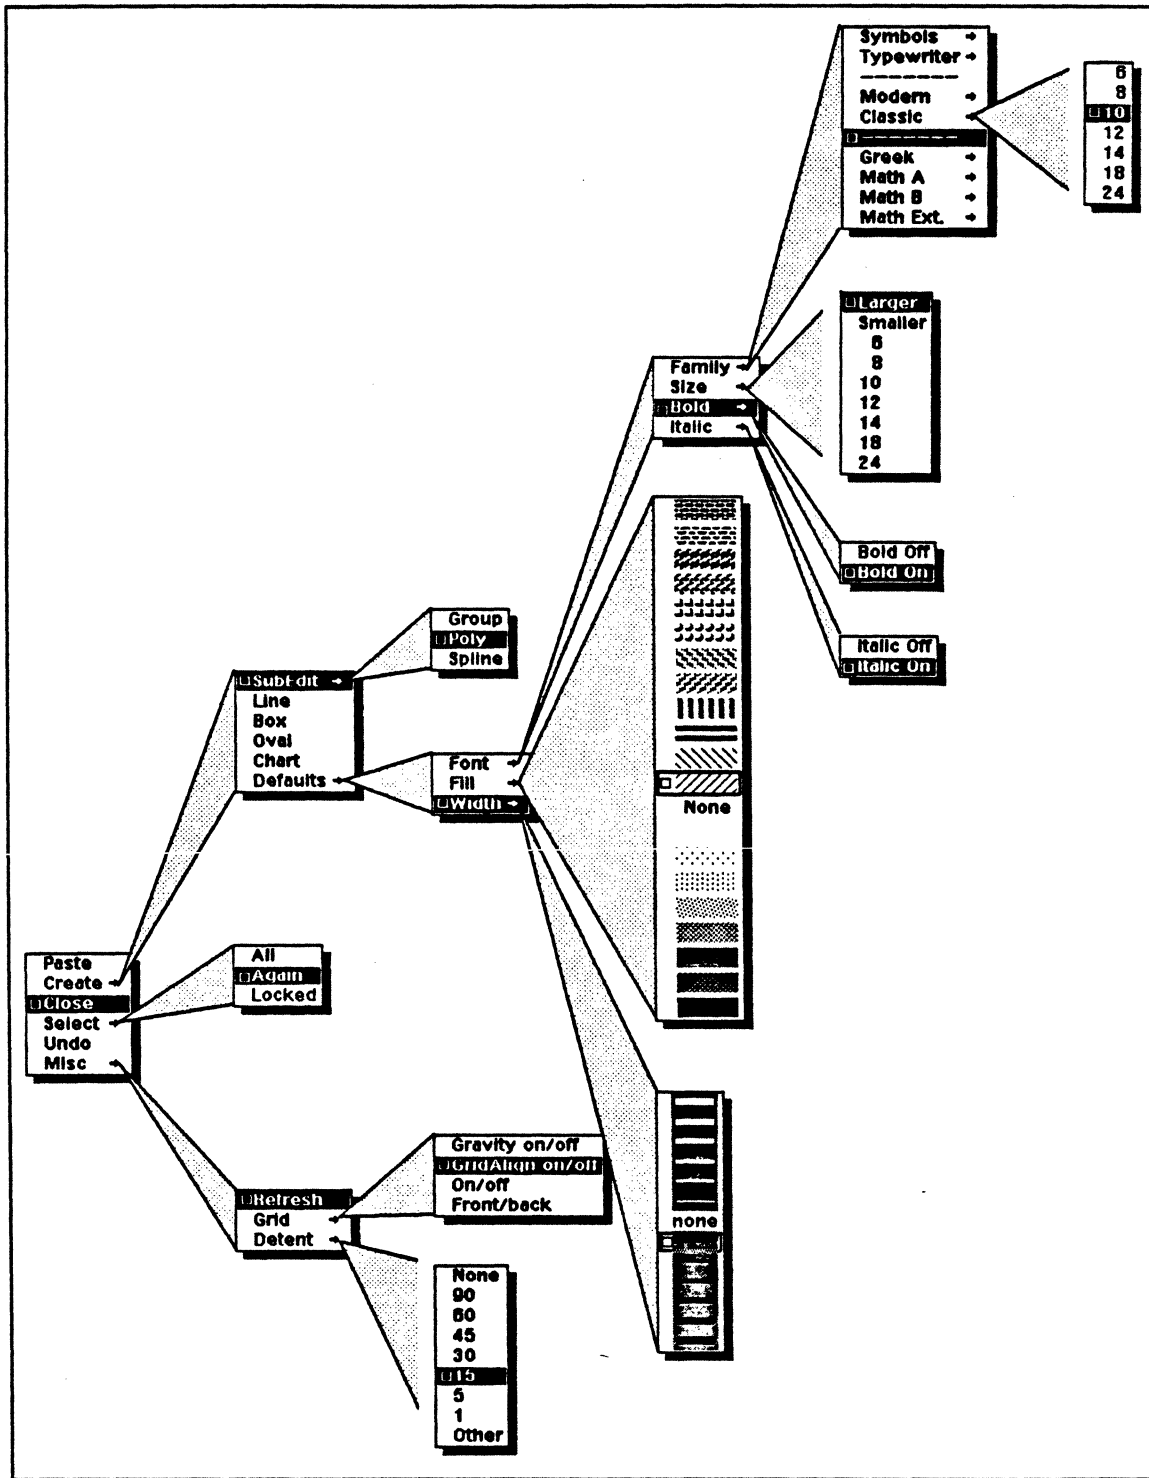 Paste
Create
Close
Select
Undo
Misc
SubEdit
Line
Box
Oval
Chart
Defaults
All
Again
Locked
Refresh
Grid
Detent
Group
Poly
Spline
Font
Fill
Width
Gravity on/off
GridAlign on/off
On/off
Front/back
None
90
60
45
30
15
5
1
Other
Family
Size
Bold
Italic
None
none
Symbols
Typewriter
-------
Modern
Classic
-------
Greek
Math A
Math B
Math Ext.
Larger
Smaller
6
8
10
12
14
18
24
Bold Off
Bold On
Italic Off
Italic On
6
8
10
12
14
18
24